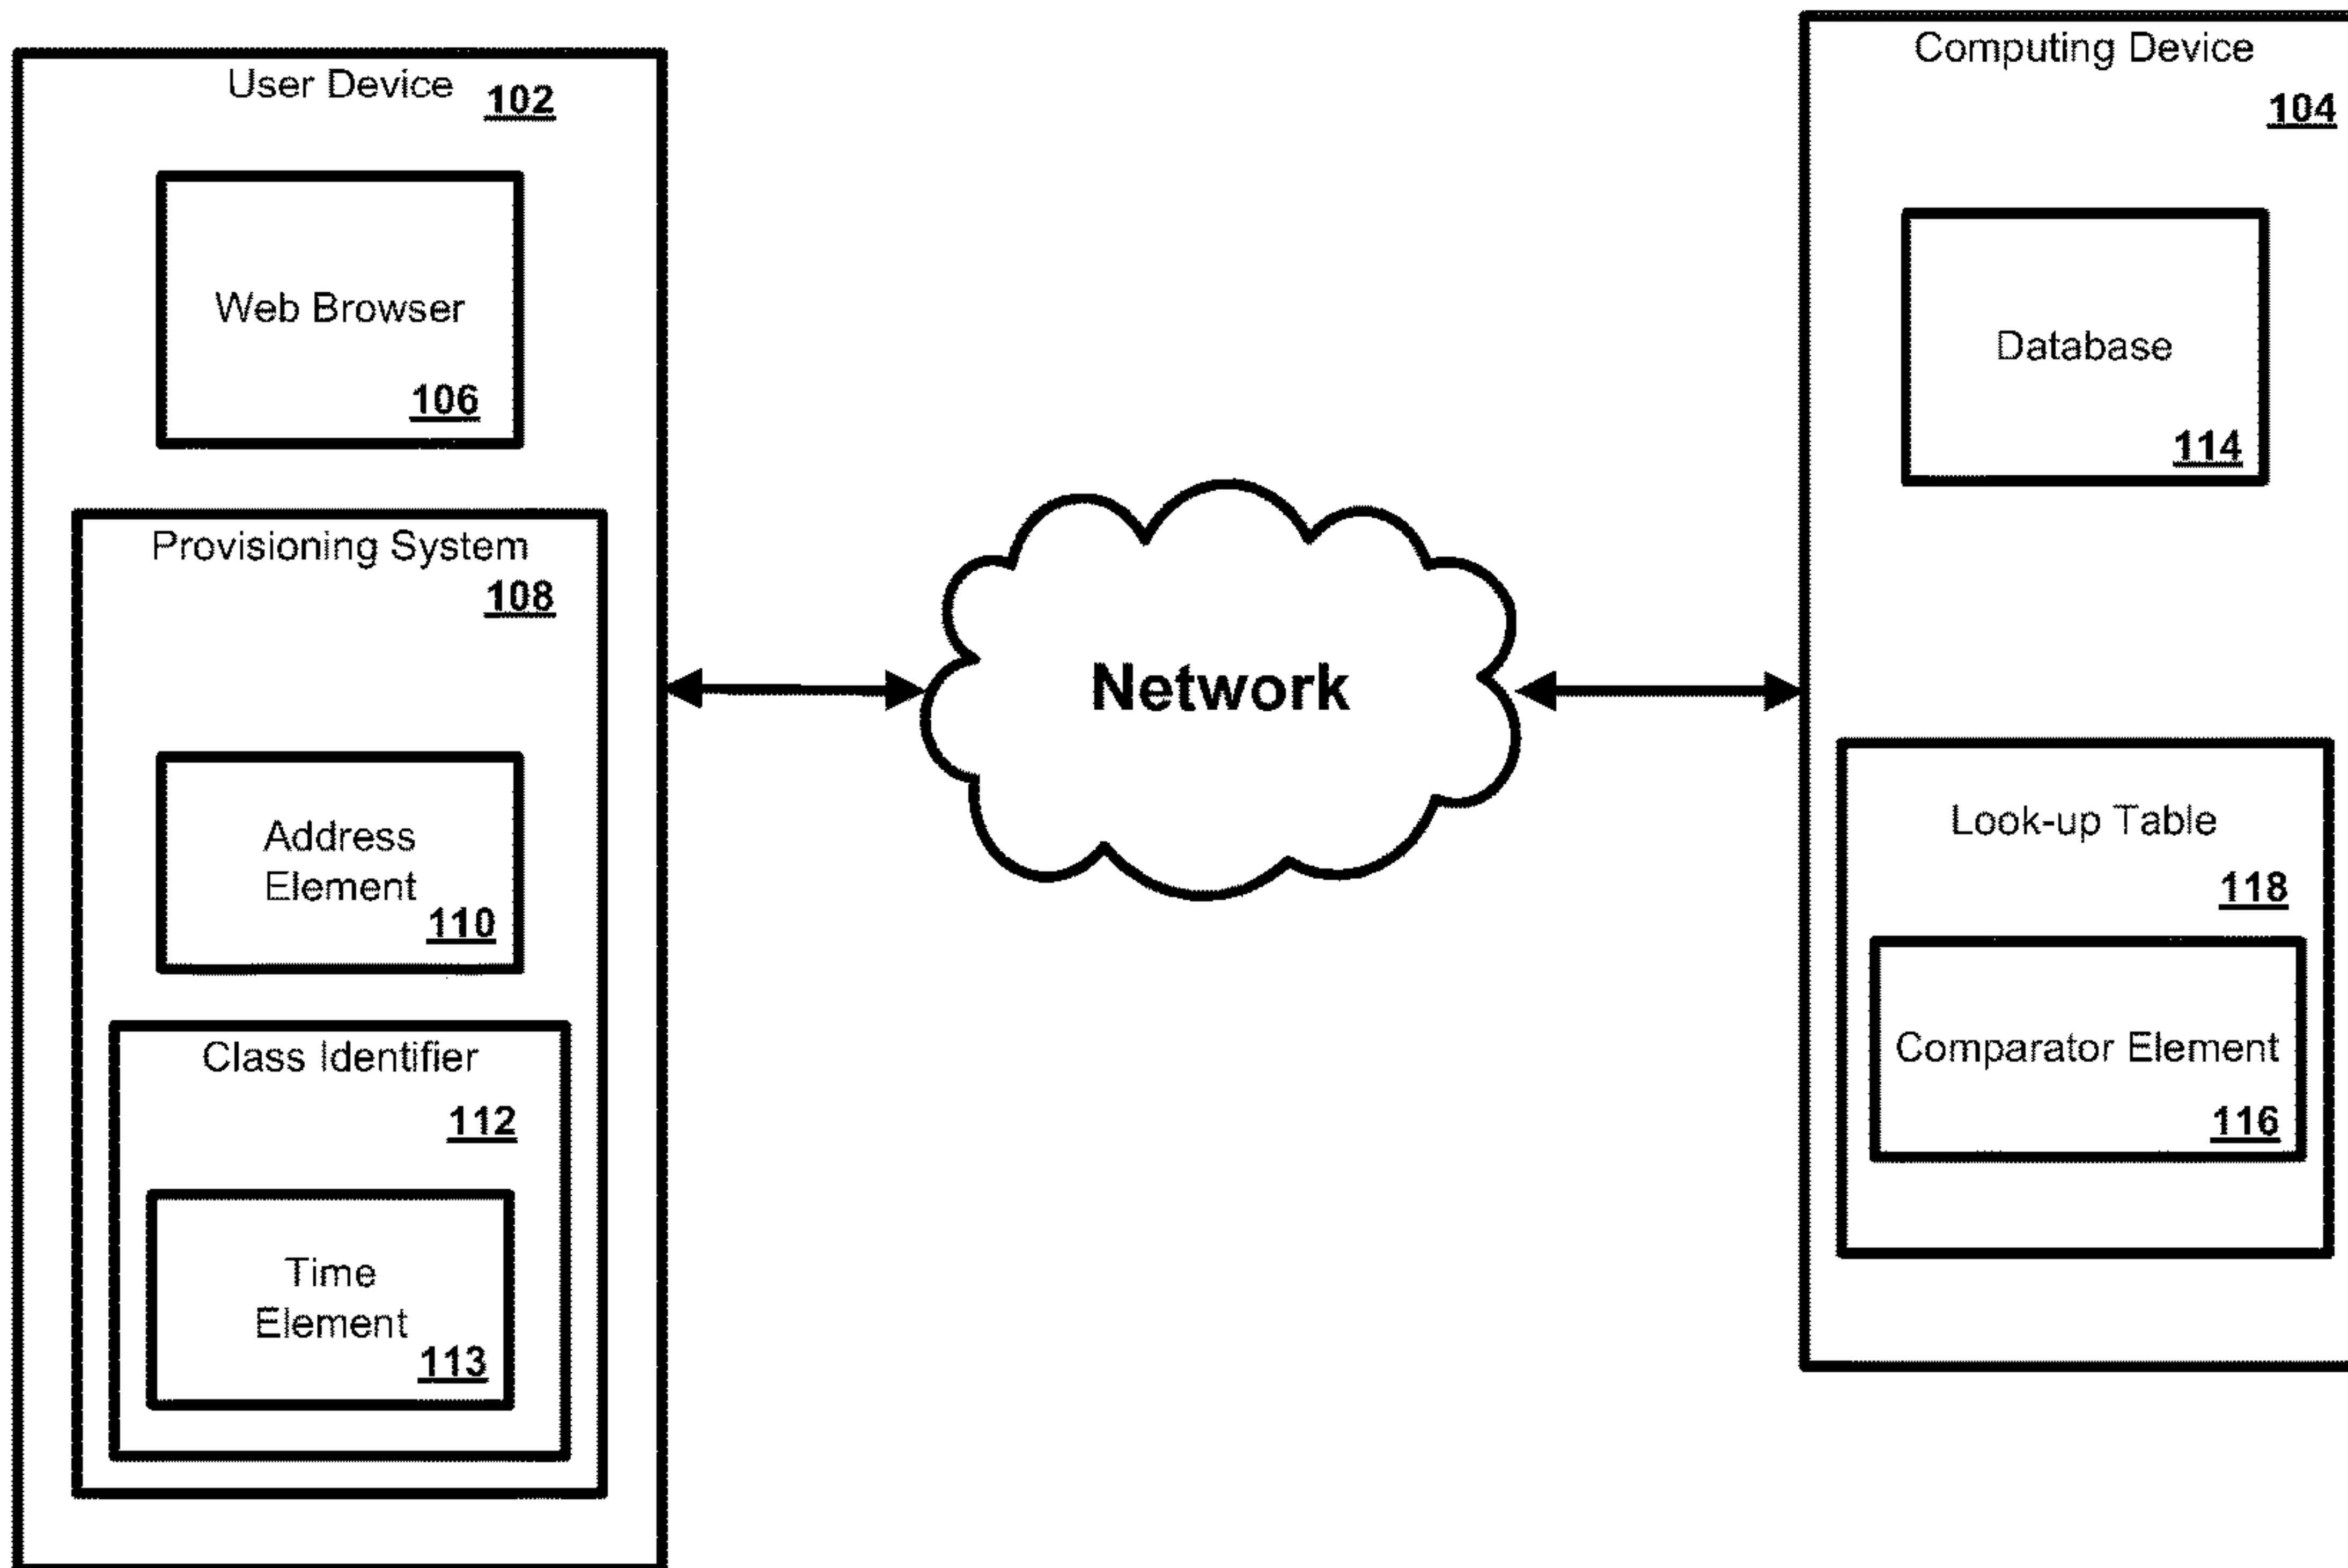 User Device
102
Web Browser
106
Provisioning System
108
Address
Element
110
Class Identifier
112
Time
Element
113
Network
Computing Device
104
Database
114
Look-up Table
118
Comparator Element
116